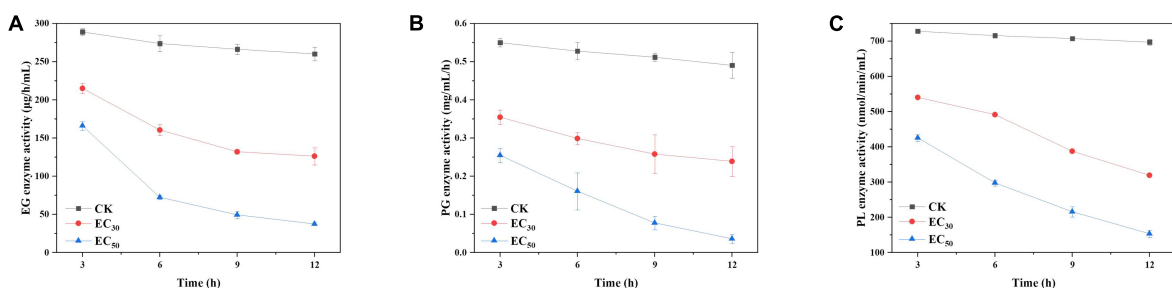 A
EG enzyme activity (μg/h/mL)
300
250
200
150
100
50
0
CK
EC₃₀
EC₅₀
3 6 9 12
Time (h)
B
PG enzyme activity (mg/mL/h)
0.6
0.5
0.4
0.3
0.2
0.1
0.0
CK
EC₃₀
EC₅₀
3 6 9 12
Time (h)
C
PL enzyme activity (nmol/min/mL)
700
600
500
400
300
200
100
CK
EC₃₀
EC₅₀
3 6 9 12
Time (h)